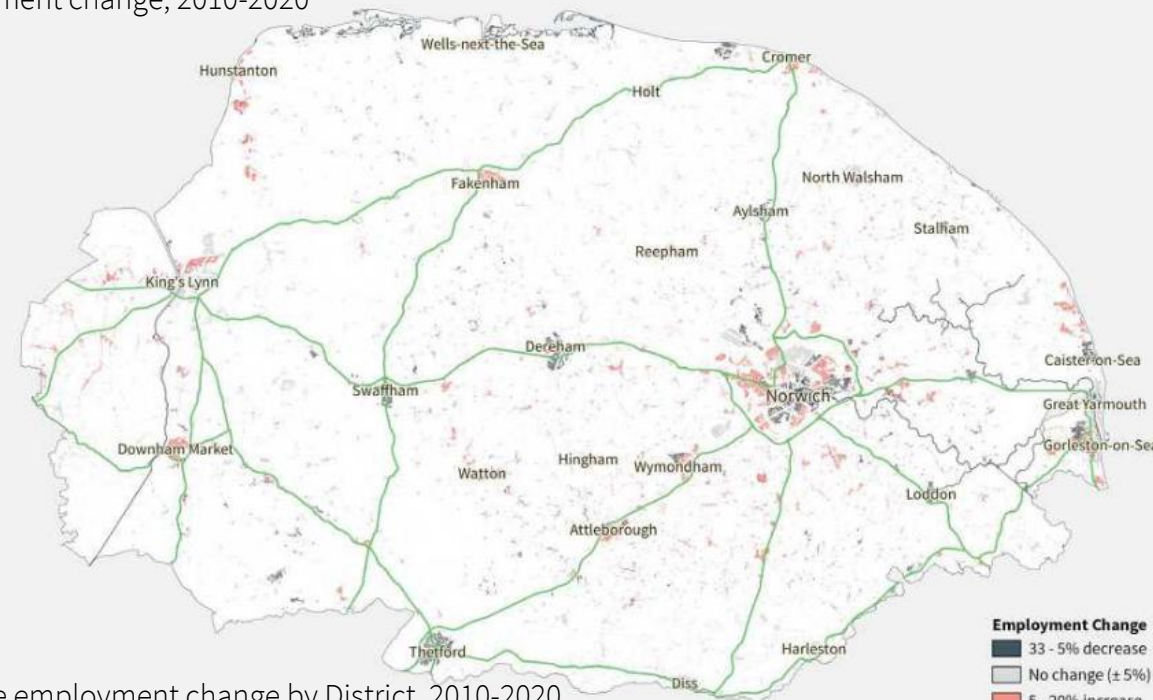 ment change, 2010-2020
Wells-next-the-Sea
Cromer
Hunstanton
Holt
Fakenham
North Walsham
Aylsham
Stalham
Reepham
King's Lynn
Dereham
Caister-on-Sea
Swaffham
Norwich
Great Yarmouth
Downham Market
Gorleston-on-Sea
Hingham
Wymondham
Watton
Loddon
Attleborough
Employment Change
33 - 5% decrease
Thetford
Harleston
No change (± 5%)
Diss
e employment change by District, 2010-2020